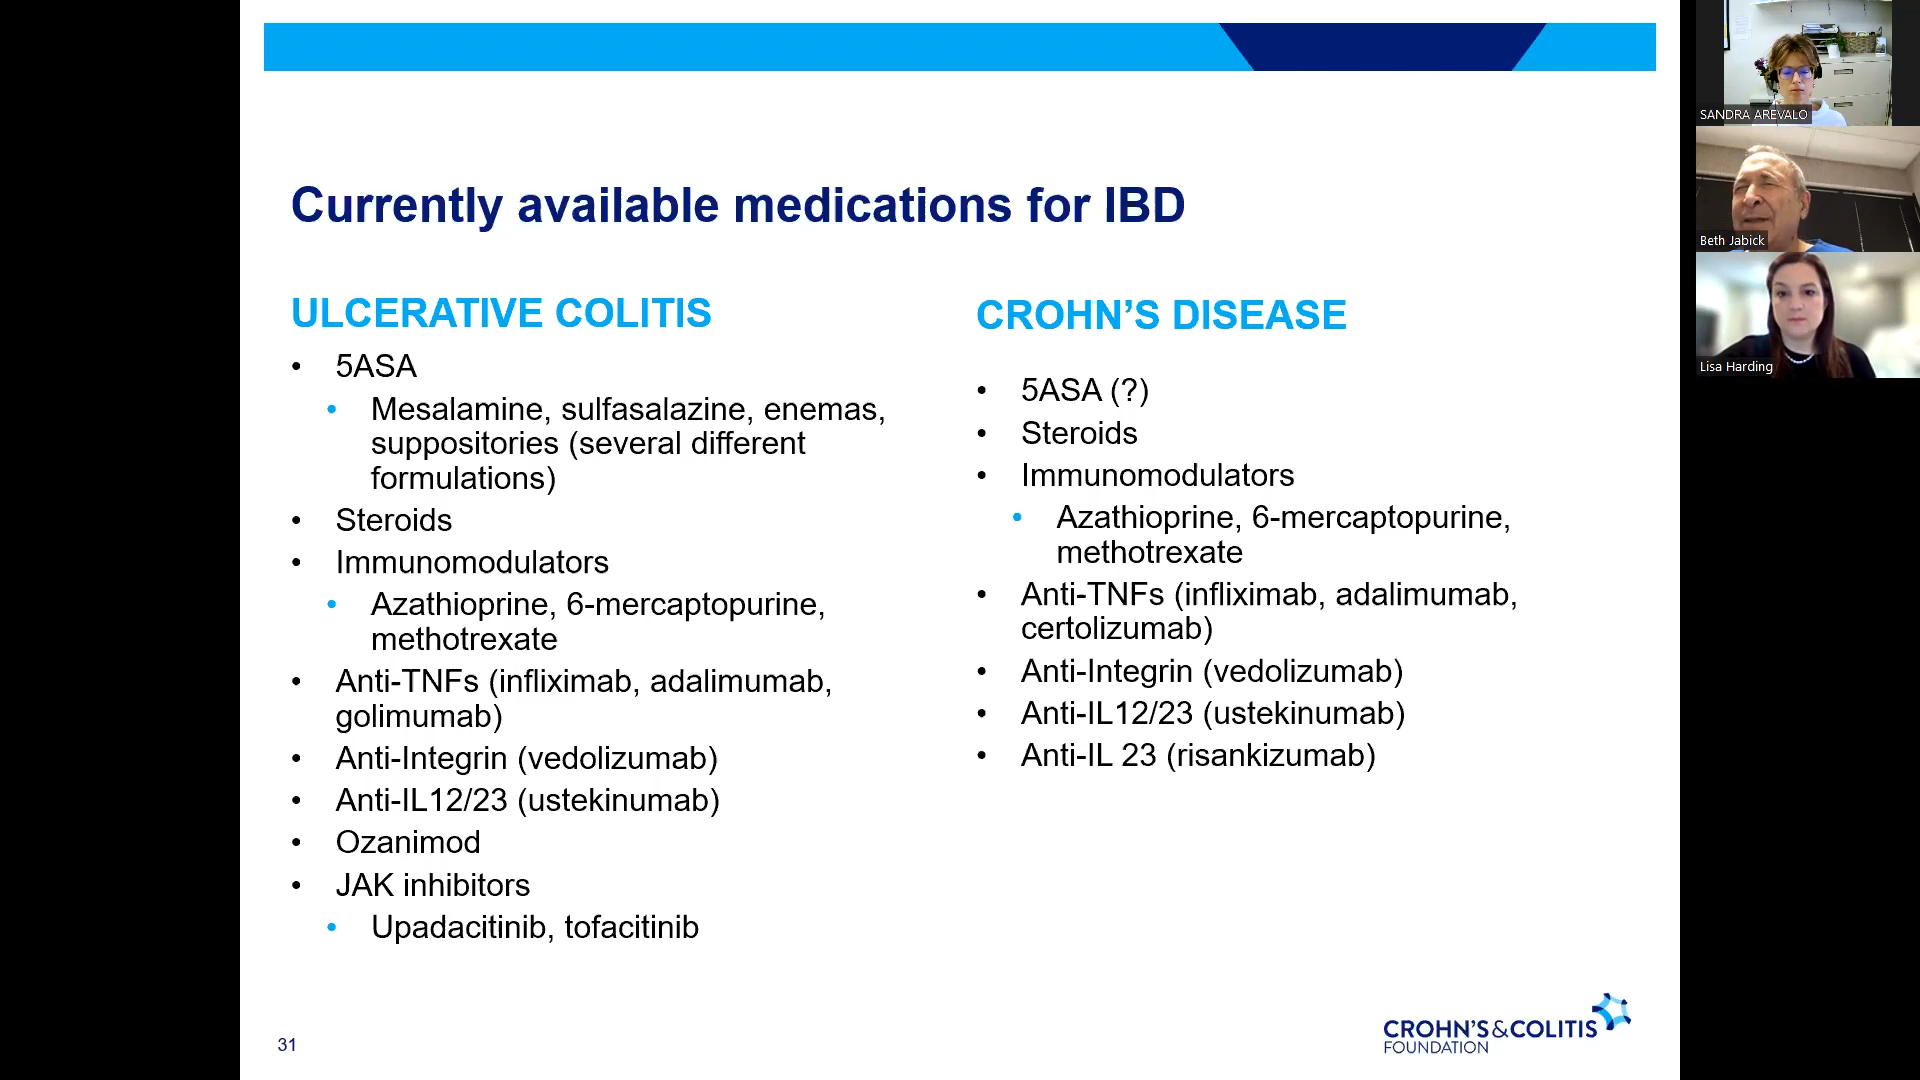 Currently available medications for IBD
ULCERATIVE COLITIS
• 5ASA
• Mesalamine, sulfasalazine, enemas,
suppositories (several different
formulations)
• Steroids
• Immunomodulators
• Azathioprine, 6-mercaptopurine,
methotrexate
• Anti-TNFs (infliximab, adalimumab,
golimumab)
• Anti-Integrin (vedolizumab)
• Anti-IL12/23 (ustekinumab)
• Ozanimod
• JAK inhibitors
• Upadacitinib, tofacitinib
CROHN’S DISEASE
• 5ASA (?)
• Steroids
• Immunomodulators
• Azathioprine, 6-mercaptopurine,
methotrexate
• Anti-TNFs (infliximab, adalimumab,
certolizumab)
• Anti-Integrin (vedolizumab)
• Anti-IL12/23 (ustekinumab)
• Anti-IL 23 (risankizumab)
31
CROHN’S&COLITIS
FOUNDATION
SANDRA AREVALO
Beth Jabick
Lisa Harding